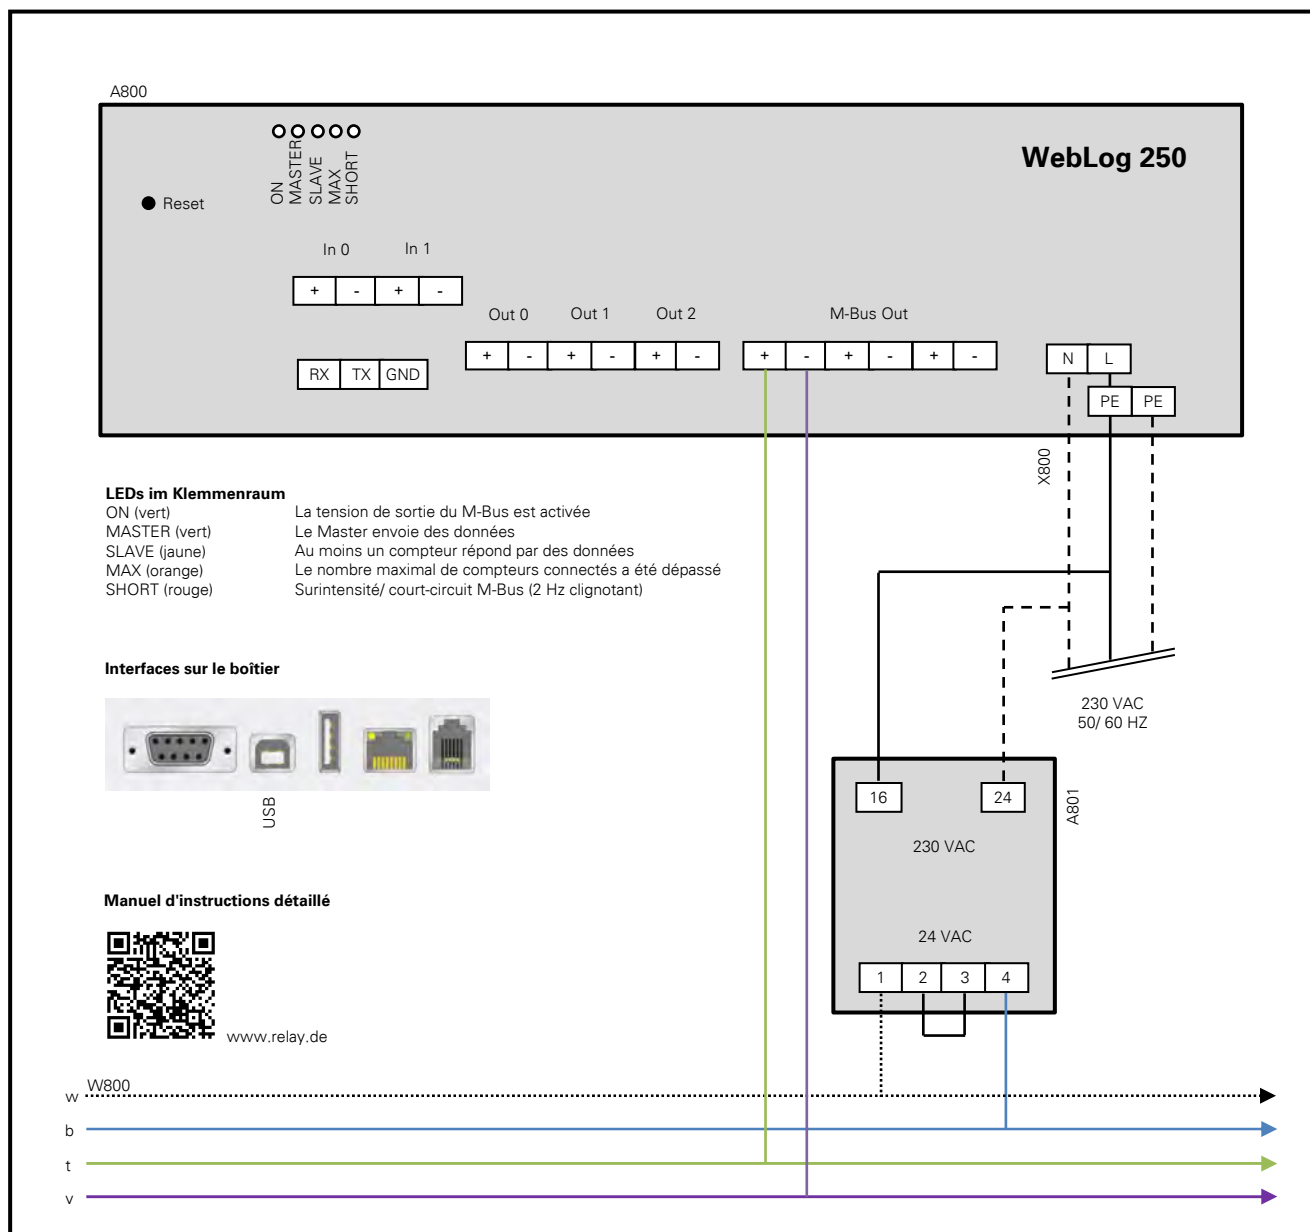 A800
WebLog 250
ON
MASTER
SLAVE
MAX
SHORT
Reset
In 0 In 1
+ - + -
Out 0 Out 1 Out 2 M-Bus Out
+ - + - + - + - + - + -
N L
RX TX GND
PE PE
X800
LEDs im Klemmenraum
ON (vert) La tension de sortie du M-Bus est activée
MASTER (vert) Le Master envoie des données
SLAVE (jaune) Au moins un compteur répond par des données
MAX (orange) Le nombre maximal de compteurs connectés a été dépassé
SHORT (rouge) Surintensité/ court-circuit M-Bus (2 Hz clignotant)
Interfaces sur le boîtier
230 VAC
50/ 60 HZ
USB
16 24
A801
230 VAC
Manuel d'instructions détaillé
24 VAC
1 2 3 4
www.relay.de
W800
w
b
t
v